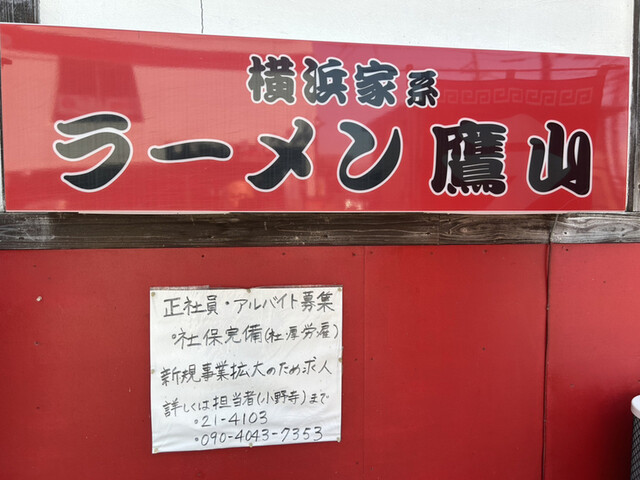 横浜家系
ラーメン鷹山
正社員・アルバイト募集
°社保完備(社.厚労雇)
新規事業拡大のため求人
詳しくは担当者(小野寺)まで
°21-4103
°090-4043-7353